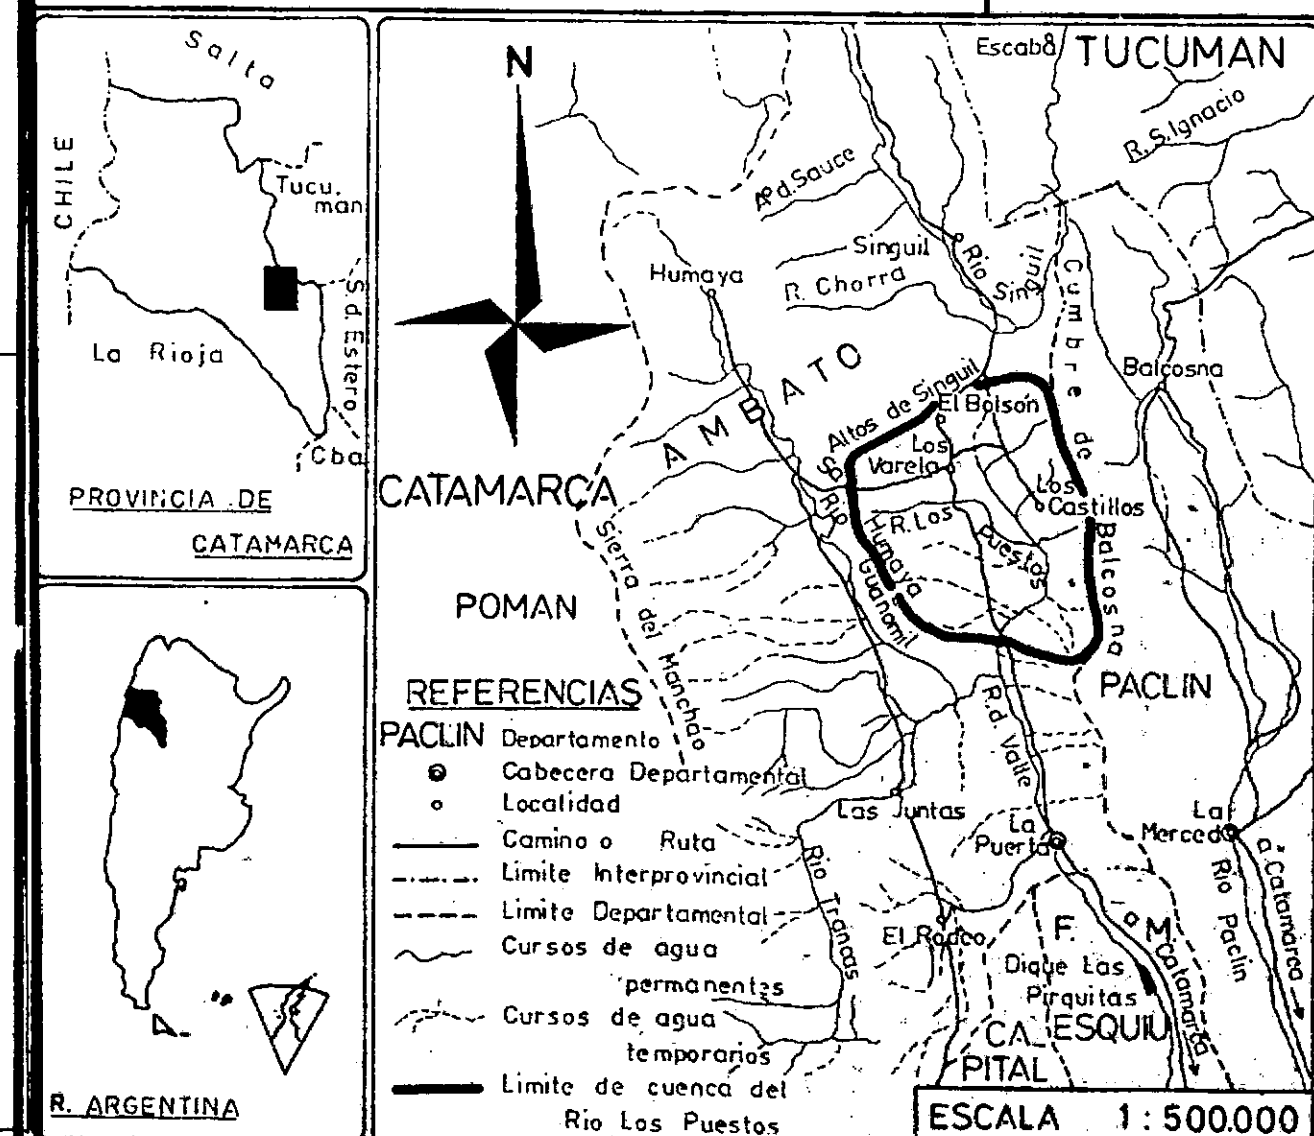 Salta
CHILE
Tucu.
man
S.d. Estero
La Rioja
Cba
PROVINCIA DE
CATAMARCA
R. ARGENTINA
N
Escaba
TUCUMAN
R. S. Ignacio
A° d. Sauce
Singuil
Rio
Singuil
Humaya
R. Chorra
Cumbre de
Balcosna
Balcosna
AMBATO
Altos de Singuil
El Bolsón
Los
Varela
Los
Castillos
CATAMARCA
Rio
Humaya
R. Los
Puestos
Guanomil
Sierra del Manchao
POMAN
PACLIN
R.d. Valle
REFERENCIAS
PACLIN Departamento
Cabecera Departamental
Localidad
Camino o Ruta
Limite Interprovincial
Limite Departamental
Cursos de agua
permanentes
Cursos de agua
temporarios
Limite de cuenca del
Rio Los Puestos
Las Juntas
La
Puerta
La
Merced
Rio Trancas
Rio Paclin
a Catamarca
El Rodeo
F. M.
Dique Las
Pirquitas
ESQUIU
a Catamarca
CA
PITAL
ESCALA 1:500.000